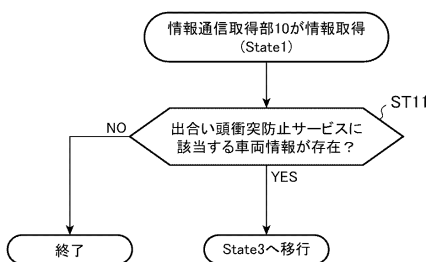 情報通信取得部10が情報取得
(State1)
ST11
出合い頭衝突防止サービスに
該当する車両情報が存在？
NO
YES
終了
State3へ移行